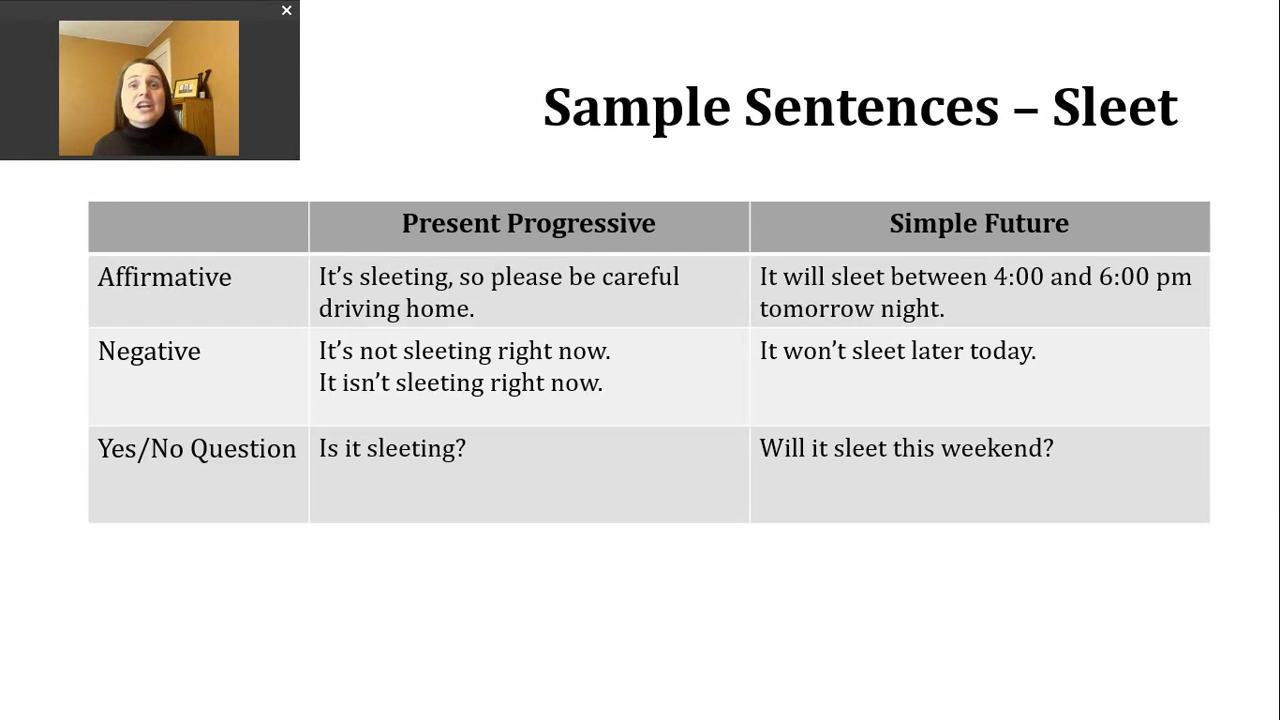 Sample Sentences – Sleet
Present Progressive
Simple Future
Affirmative
It’s sleeting, so please be careful
driving home.
It will sleet between 4:00 and 6:00 pm
tomorrow night.
Negative
It’s not sleeting right now.
It isn’t sleeting right now.
It won’t sleet later today.
Yes/No Question
Is it sleeting?
Will it sleet this weekend?